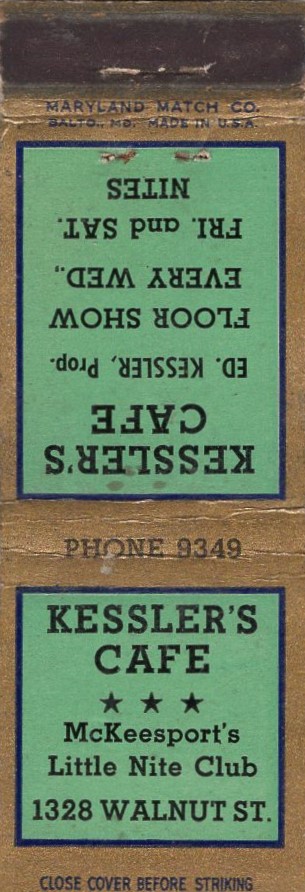 MARYLAND MATCH CO.
BALTO., MD. MADE IN U.S.A.
KESSLER'S
CAFE
ED. KESSLER, Prop.
FLOOR SHOW
EVERY WED.,
FRI. and SAT.
NITES
PHONE 9349
KESSLER'S
CAFE
★ ★ ★
McKeesport's
Little Nite Club
1328 WALNUT ST.
CLOSE COVER BEFORE STRIKING